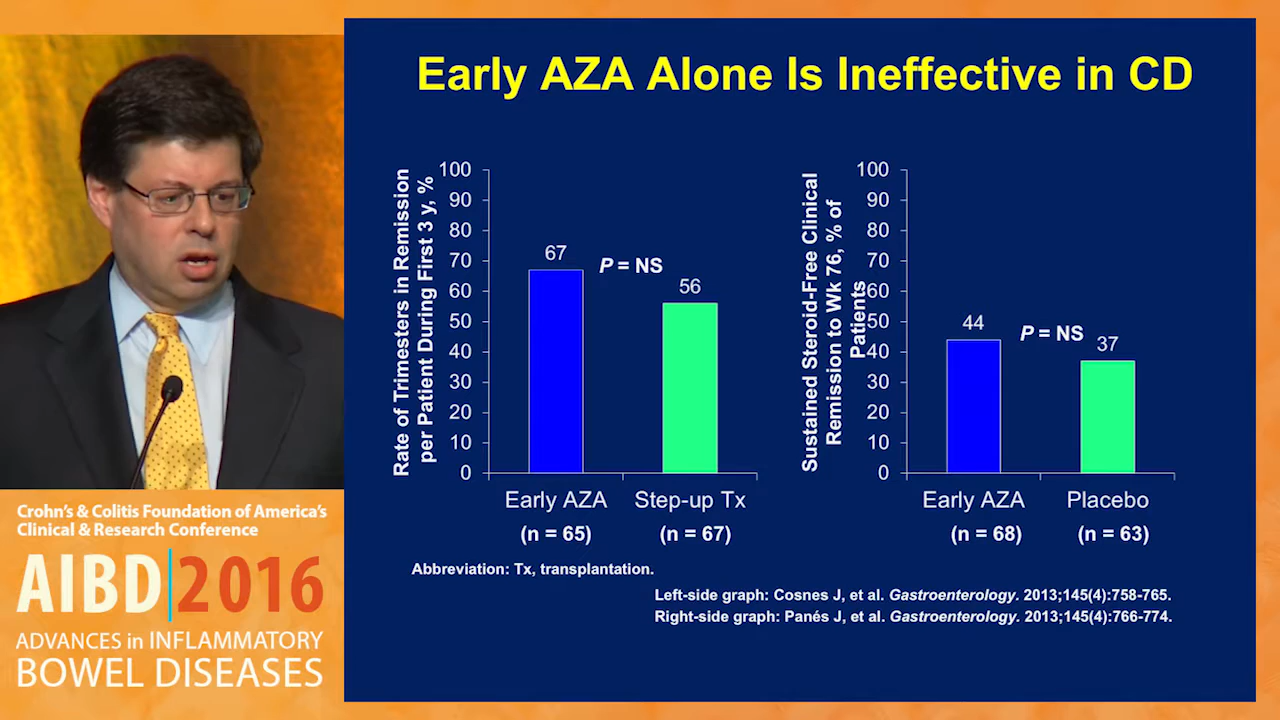 Early AZA Alone Is Ineffective in CD
Rate of Trimesters in Remission
per Patient During First 3 y, %
100
90
80
70
60
50
40
30
20
10
0
67
P = NS
56
Early AZA
Step-up Tx
(n = 65)
(n = 67)
Sustained Steroid-Free Clinical
Remission to Wk 76, % of
Patients
100
90
80
70
60
50
40
30
20
10
0
44
P = NS
37
Early AZA
Placebo
(n = 68)
(n = 63)
Abbreviation: Tx, transplantation.
Left-side graph: Cosnes J, et al. Gastroenterology. 2013;145(4):758-765.
Right-side graph: Panés J, et al. Gastroenterology. 2013;145(4):766-774.
Crohn's & Colitis Foundation of America's
Clinical & Research Conference
AIBD|2016
ADVANCES in INFLAMMATORY
BOWEL DISEASES